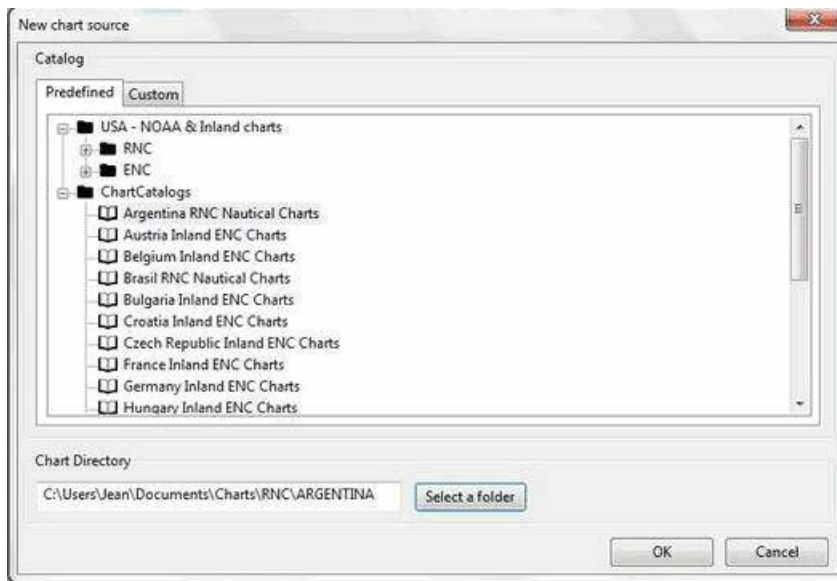 New chart source
Catalog
Predefined Custom
USA - NOAA & Inland charts
RNC
ENC
ChartCatalogs
Argentina RNC Nautical Charts
Austria Inland ENC Charts
Belgium Inland ENC Charts
Brasil RNC Nautical Charts
Bulgaria Inland ENC Charts
Croatia Inland ENC Charts
Czech Republic Inland ENC Charts
France Inland ENC Charts
Germany Inland ENC Charts
Hungary Inland ENC Charts
Chart Directory
C:\Users\Jean\Documents\Charts\RNC\ARGENTINA Select a folder
OK Cancel